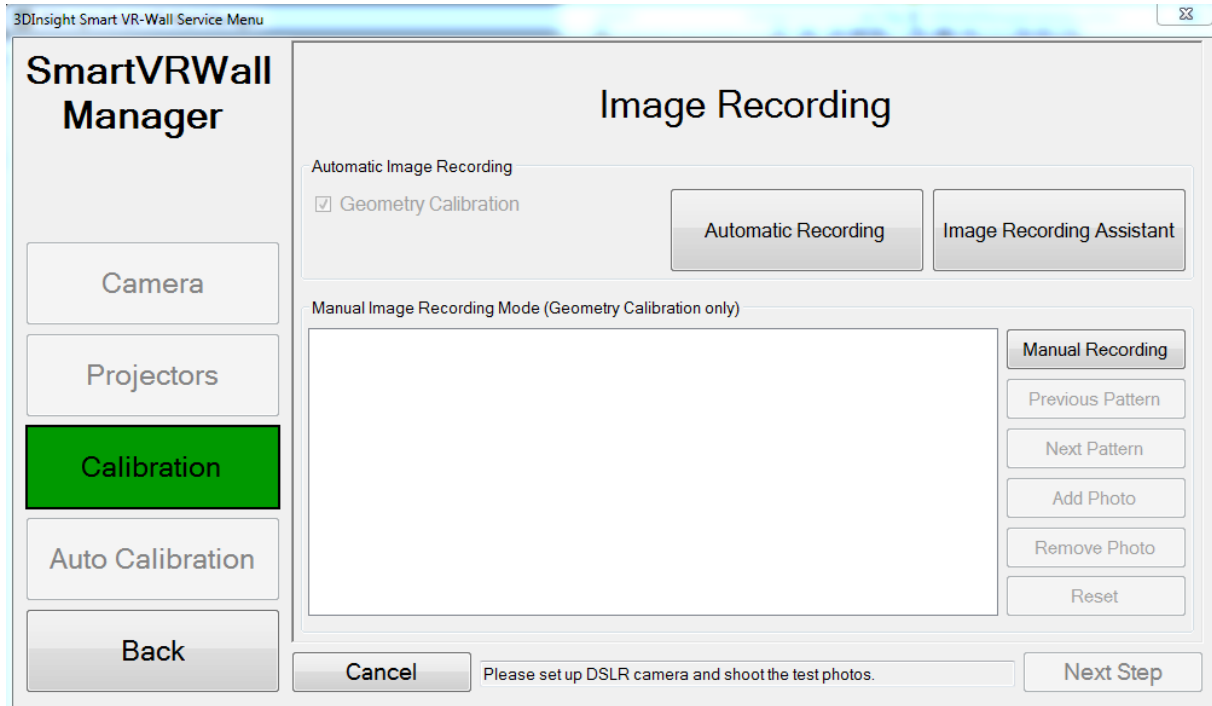 3DInsight Smart VR-Wall Service Menu
SmartVRWall
Manager
Camera
Projectors
Calibration
Auto Calibration
Back
Image Recording
Automatic Image Recording
Geometry Calibration
Automatic Recording
Image Recording Assistant
Manual Image Recording Mode (Geometry Calibration only)
Manual Recording
Previous Pattern
Next Pattern
Add Photo
Remove Photo
Reset
Cancel
Please set up DSLR camera and shoot the test photos.
Next Step